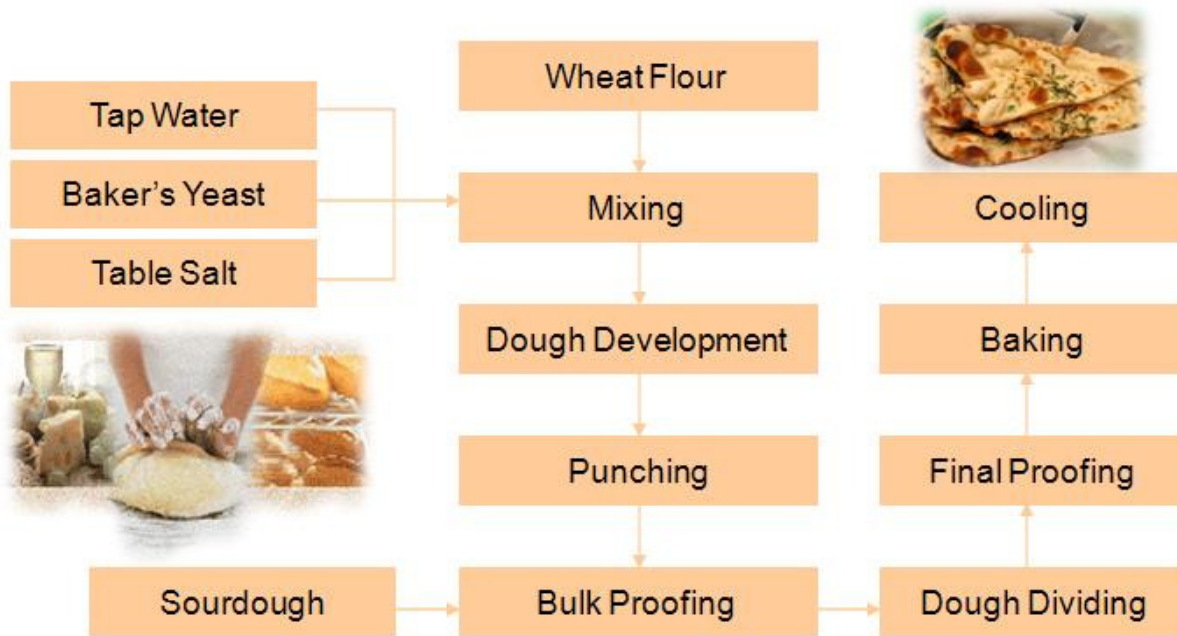 Wheat Flour
Tap Water
Baker's Yeast
Table Salt
Mixing
Dough Development
Punching
Sourdough
Bulk Proofing
Dough Dividing
Final Proofing
Baking
Cooling